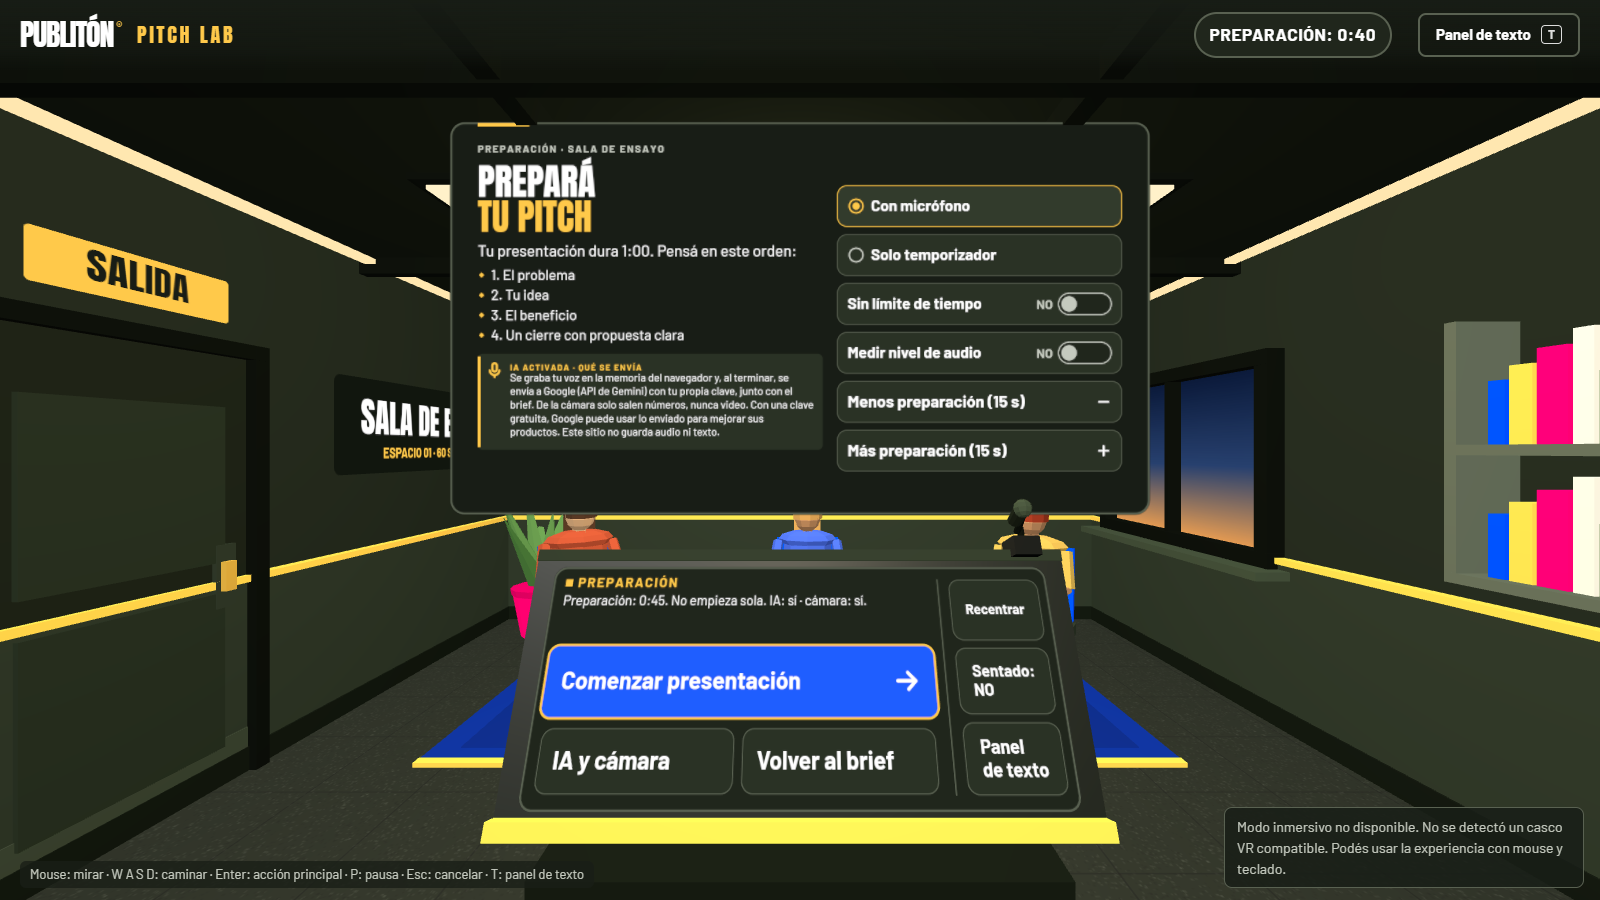 PUBLITÓN PITCH LAB
PREPARACIÓN: 0:40
Panel de texto T
SALIDA
SALA DE E
ESPACIO 01 · 60 S
PREPARACIÓN · SALA DE ENSAYO
PREPARÁ
TU PITCH
Tu presentación dura 1:00. Pensá en este orden:
1. El problema
2. Tu idea
3. El beneficio
4. Un cierre con propuesta clara
IA ACTIVADA · QUÉ SE ENVÍA
Se graba tu voz en la memoria del navegador y, al terminar, se
envía a Google (API de Gemini) con tu propia clave, junto con el
brief. De la cámara solo salen números, nunca video. Con una clave
gratuita, Google puede usar lo enviado para mejorar sus
productos. Este sitio no guarda audio ni texto.
Con micrófono
Solo temporizador
Sin límite de tiempo NO
Medir nivel de audio NO
Menos preparación (15 s) −
Más preparación (15 s) +
PREPARACIÓN
Preparación: 0:45. No empieza sola. IA: sí · cámara: sí.
Comenzar presentación →
IA y cámara
Volver al brief
Recentrar
Sentado:
NO
Panel
de texto
Modo inmersivo no disponible. No se detectó un casco
VR compatible. Podés usar la experiencia con mouse y
teclado.
Mouse: mirar · W A S D: caminar · Enter: acción principal · P: pausa · Esc: cancelar · T: panel de texto